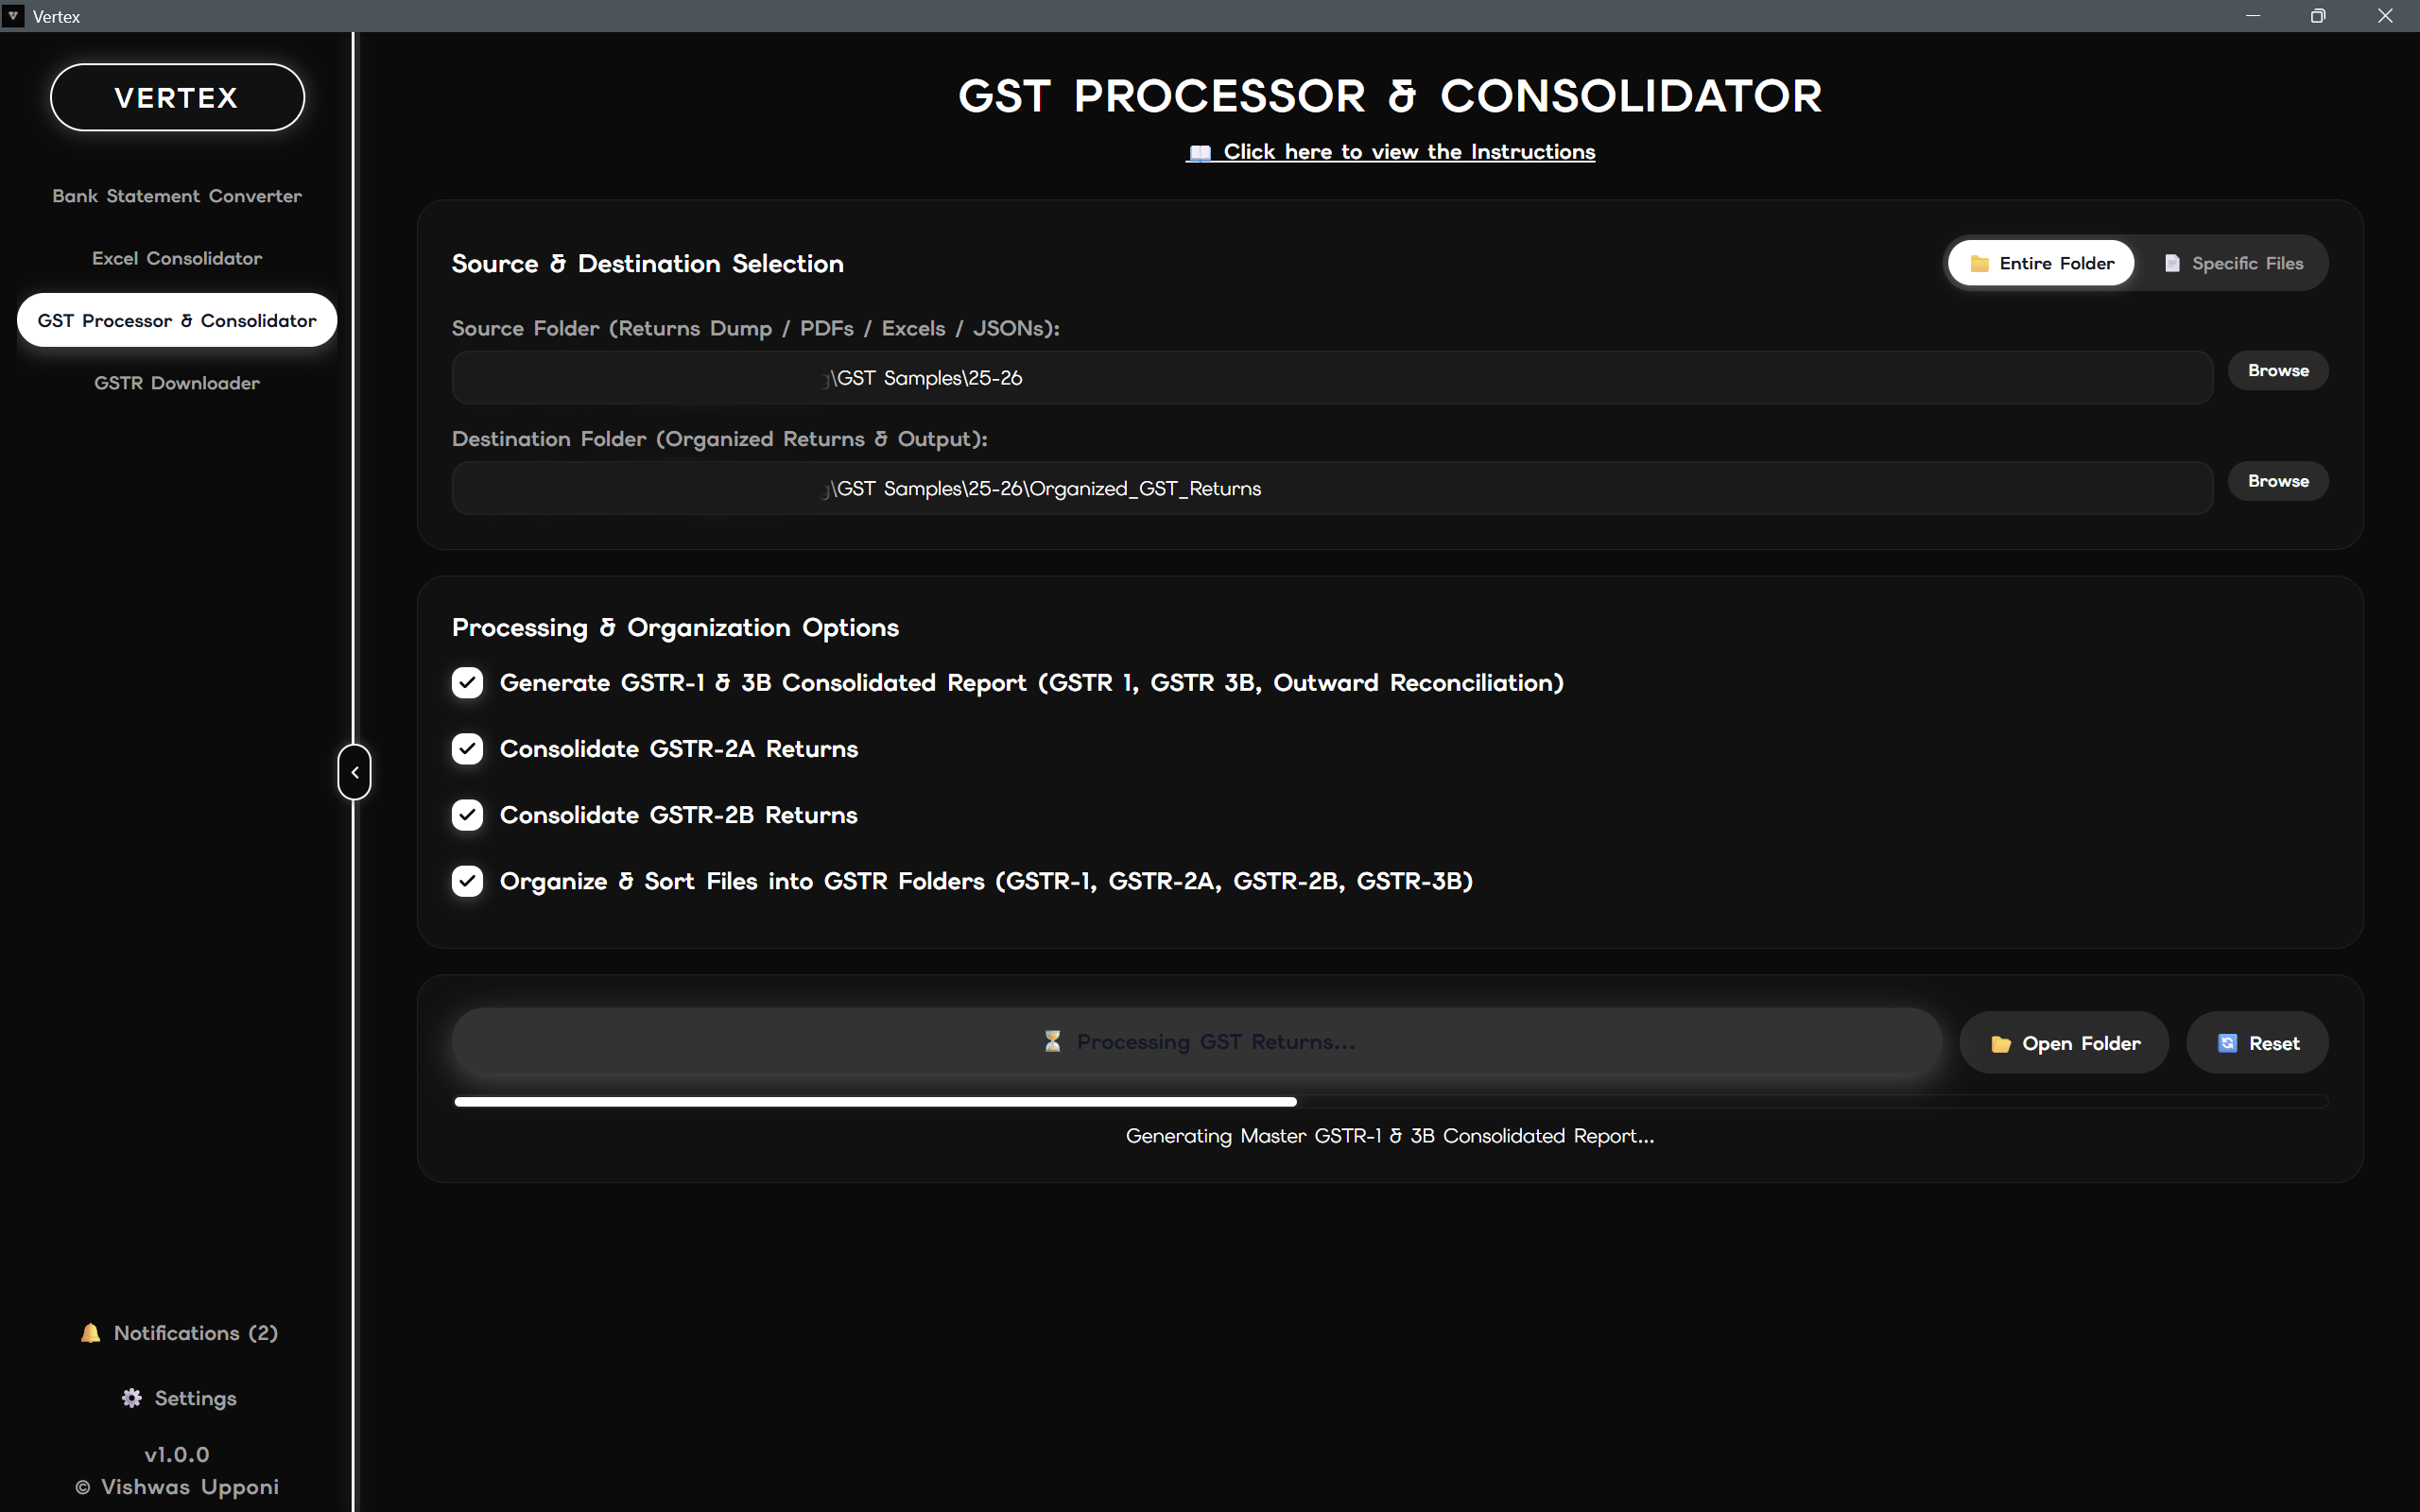 Vertex
VERTEX
Bank Statement Converter
Excel Consolidator
GST Processor & Consolidator
GSTR Downloader
🔔 Notifications (2)
⚙ Settings
v1.0.0
© Vishwas Upponi
GST PROCESSOR & CONSOLIDATOR
📖 Click here to view the Instructions
Source & Destination Selection
📁 Entire Folder
📄 Specific Files
Source Folder (Returns Dump / PDFs / Excels / JSONs):
\GST Samples\25-26
Browse
Destination Folder (Organized Returns & Output):
\GST Samples\25-26\Organized_GST_Returns
Browse
Processing & Organization Options
Generate GSTR-1 & 3B Consolidated Report (GSTR 1, GSTR 3B, Outward Reconciliation)
Consolidate GSTR-2A Returns
Consolidate GSTR-2B Returns
Organize & Sort Files into GSTR Folders (GSTR-1, GSTR-2A, GSTR-2B, GSTR-3B)
⏳ Processing GST Returns...
📂 Open Folder
🔄 Reset
Generating Master GSTR-1 & 3B Consolidated Report...